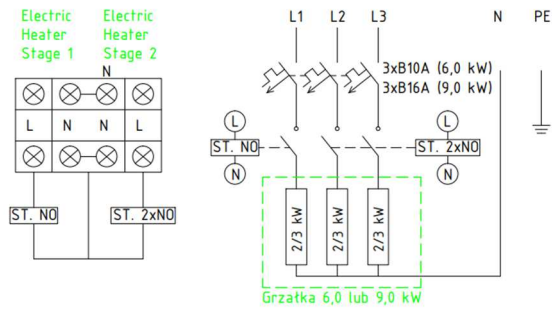 Electric
Heater
Stage 1
Electric
Heater
Stage 2
N
L N N L
ST. NO
ST. 2xNO
L1 L2 L3 N PE
3xB10A (6,0 kW)
3xB16A (9,0 kW)
L
ST. NO
N
L
ST. 2xNO
N
2/3 kW
2/3 kW
2/3 kW
Grzałka 6,0 lub 9,0 kW